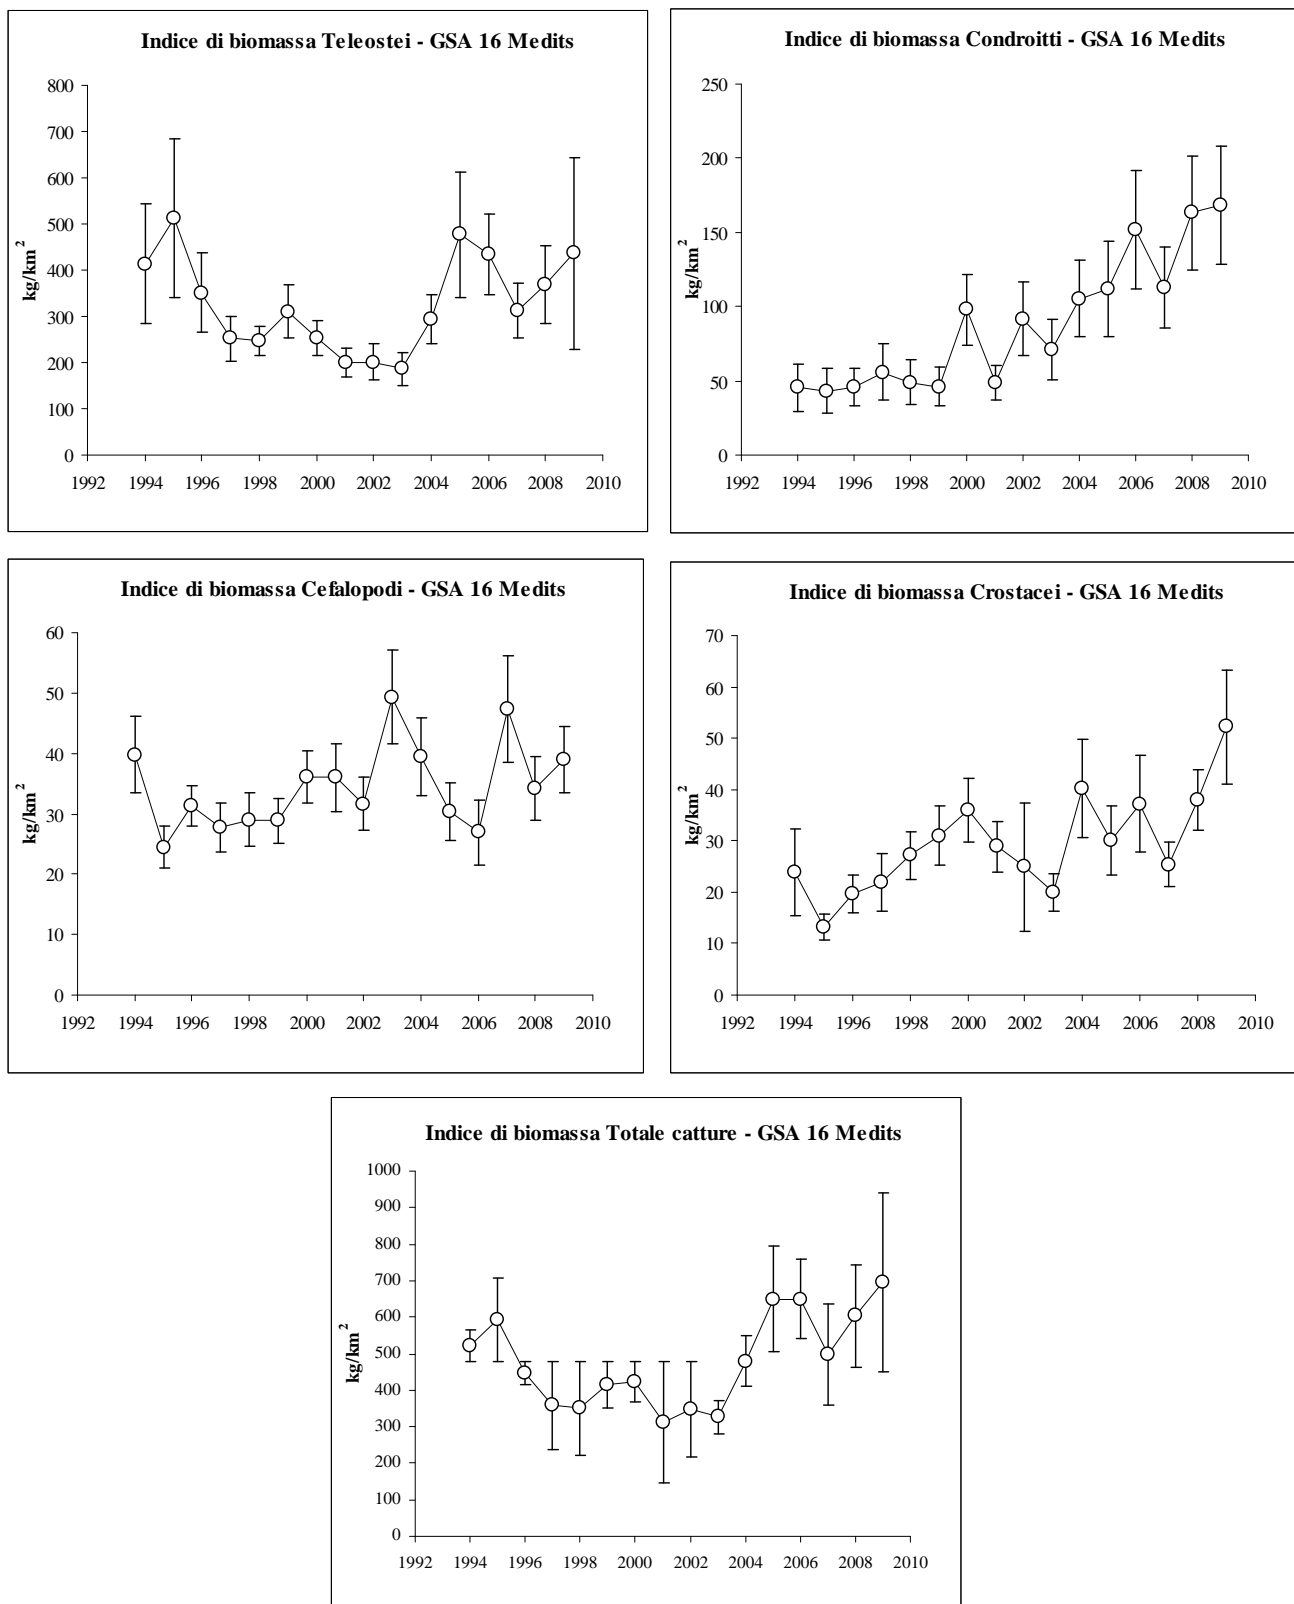 Indice di biomassa Teleostei - GSA 16 Medits
kg/km²
800
700
600
500
400
300
200
100
0
1992 1994 1996 1998 2000 2002 2004 2006 2008 2010
Indice di biomassa Condroitti - GSA 16 Medits
kg/km²
250
200
150
100
50
0
1992 1994 1996 1998 2000 2002 2004 2006 2008 2010
Indice di biomassa Cefalopodi - GSA 16 Medits
kg/km²
60
50
40
30
20
10
0
1992 1994 1996 1998 2000 2002 2004 2006 2008 2010
Indice di biomassa Crostacei - GSA 16 Medits
kg/km²
70
60
50
40
30
20
10
0
1992 1994 1996 1998 2000 2002 2004 2006 2008 2010
Indice di biomassa Totale catture - GSA 16 Medits
kg/km²
1000
900
800
700
600
500
400
300
200
100
0
1992 1994 1996 1998 2000 2002 2004 2006 2008 2010